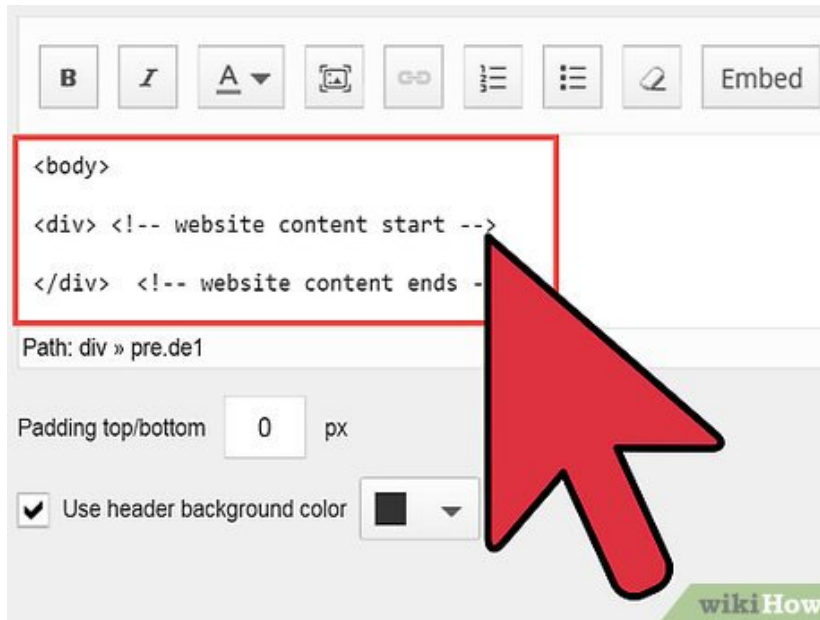 B I A Embed
<body>
<div> <!-- website content start -->
</div> <!-- website content ends -
Path: div » pre.de1
Padding top/bottom 0 px
Use header background color
wikiHow